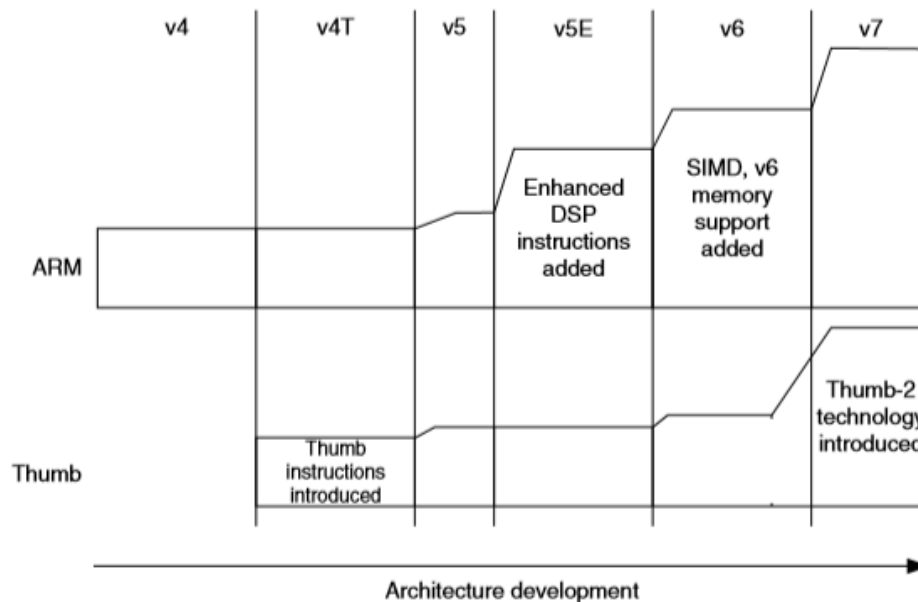 v4 v4T v5 v5E v6 v7
Enhanced
DSP
instructions
added
SIMD, v6
memory
support
added
ARM
Thumb-2
technology
introduced
Thumb
instructions
introduced
Thumb
Architecture development